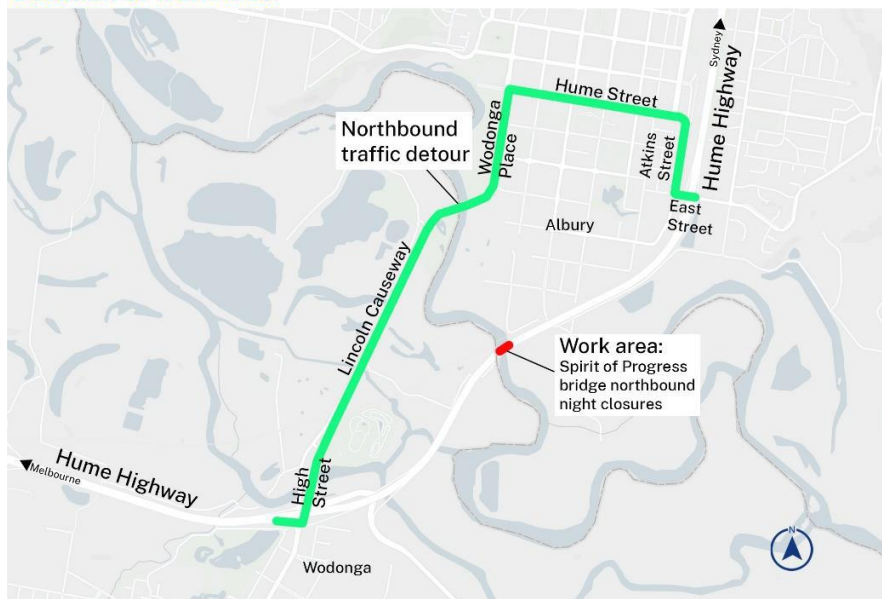 Sydney
Hume Highway
Hume Street
Northbound
traffic detour
Wodonga
Place
Atkins
Street
East
Street
Albury
Lincoln Causeway
Work area:
Spirit of Progress
bridge northbound
night closures
Hume Highway
Melbourne
High
Street
Wodonga
N